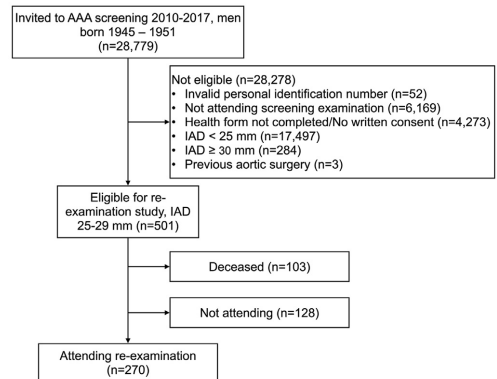 Invited to AAA screening 2010-2017, men
born 1945 – 1951
(n=28,779)
Not eligible (n=28,278)
• Invalid personal identification number (n=52)
• Not attending screening examination (n=6,169)
• Health form not completed/No written consent (n=4,273)
• IAD < 25 mm (n=17,497)
• IAD ≥ 30 mm (n=284)
• Previous aortic surgery (n=3)
Eligible for re-
examination study, IAD
25-29 mm (n=501)
Deceased (n=103)
Not attending (n=128)
Attending re-examination
(n=270)